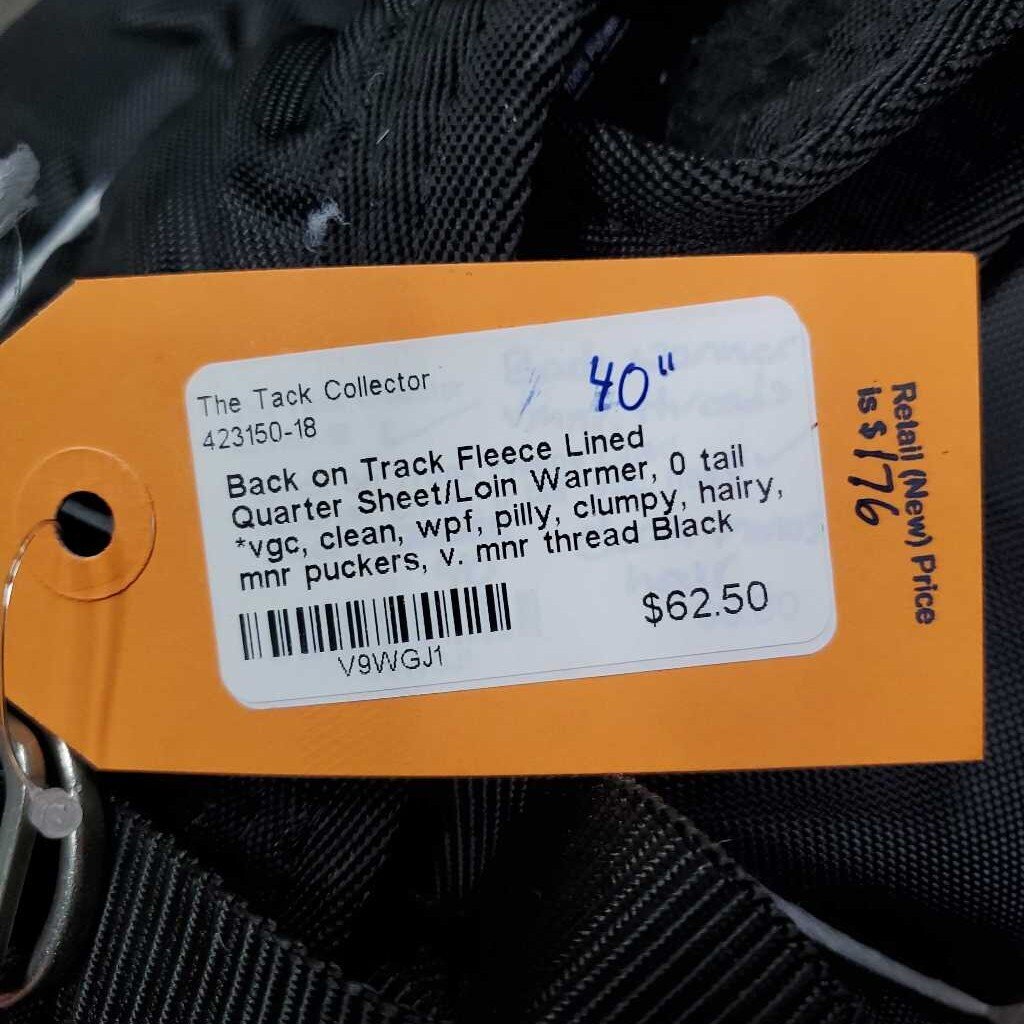 The Tack Collector
423150-18
40"
Back on Track Fleece Lined
Quarter Sheet/Loin Warmer, 0 tail
*vgc, clean, wpf, pilly, clumpy, hairy,
mnr puckers, v. mnr thread Black
$62.50
V9WGJ1
Retail (New) Price
is $176